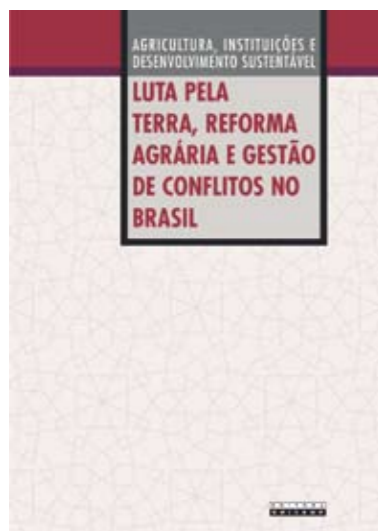 AGRICULTURA, INSTITUIÇÕES E
DESENVOLVIMENTO SUSTENTÁVEL
LUTA PELA
TERRA, REFORMA
AGRÁRIA E GESTÃO
DE CONFLITOS NO
BRASIL